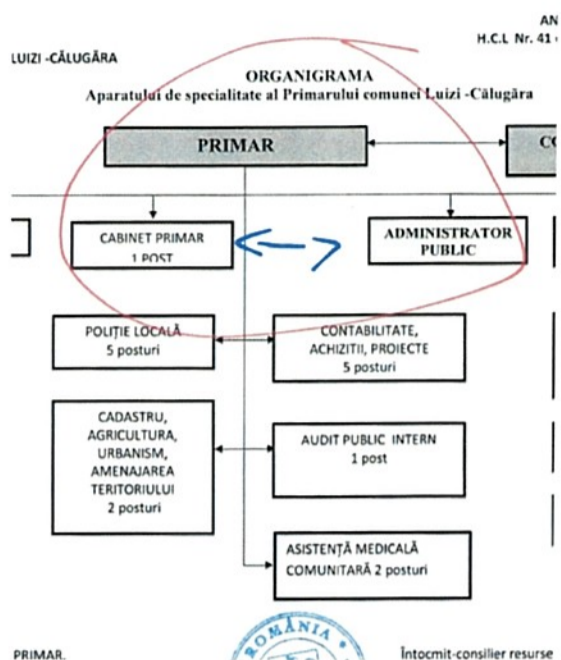 AN
H.C.L Nr. 41
LUIZI -CĂLUGĂRA
ORGANIGRAMA
Aparatului de specialitate al Primarului comunei Luizi -Călugăra
PRIMAR
CABINET PRIMAR
1 POST
ADMINISTRATOR
PUBLIC
POLIȚIE LOCALĂ
5 posturi
CONTABILITATE,
ACHIZITII, PROIECTE
5 posturi
CADASTRU,
AGRICULTURA,
URBANISM,
AMENAJAREA
TERITORIULUI
2 posturi
AUDIT PUBLIC INTERN
1 post
ASISTENȚĂ MEDICALĂ
COMUNITARĂ 2 posturi
ROMÂNIA
PRIMAR,
Întocmit-consilier resurse